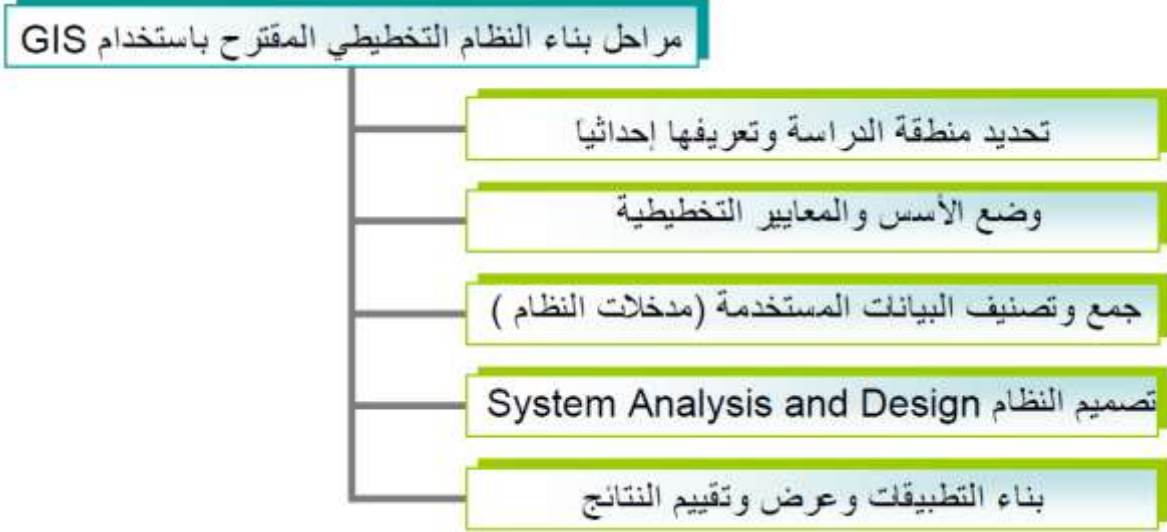 مراحل بناء النظام التخطيطي المقترح باستخدام GIS
تحديد منطقة الدراسة وتعريفها إحداثياً
وضع الأسس والمعايير التخطيطية
جمع وتصنيف البيانات المستخدمة (مدخلات النظام )
تصميم النظام System Analysis and Design
بناء التطبيقات وعرض وتقييم النتائج